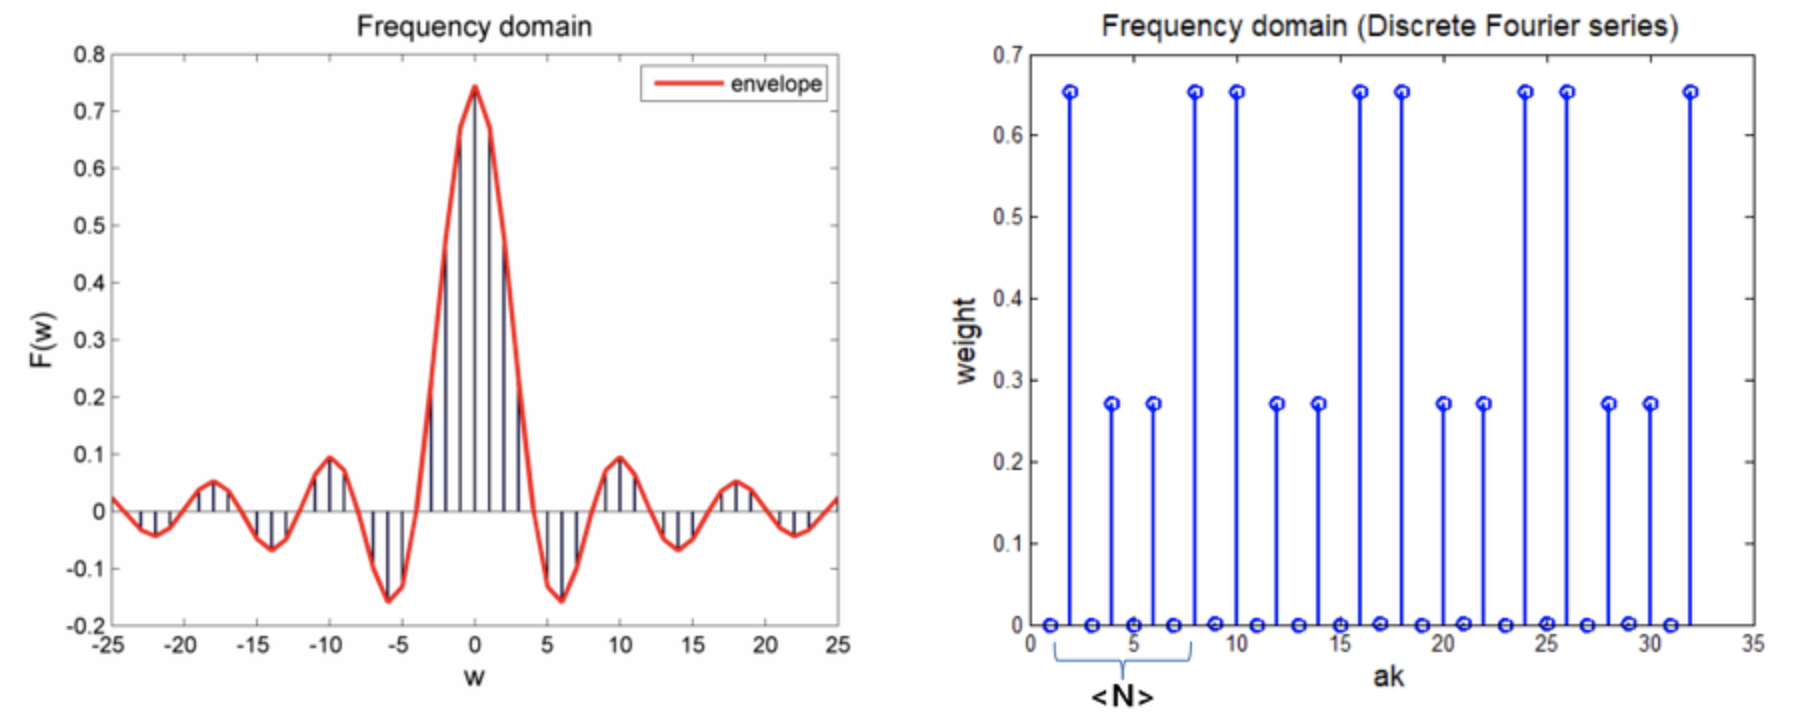 Frequency domain
0.8
0.7
0.6
0.5
0.4
0.3
0.2
0.1
0
-0.1
-0.2
F(w)
envelope
-25 -20 -15 -10 -5 0 5 10 15 20 25
w
Frequency domain (Discrete Fourier series)
0.7
0.6
0.5
0.4
0.3
0.2
0.1
0
weight
0 5 10 15 20 25 30 35
ak
<N>